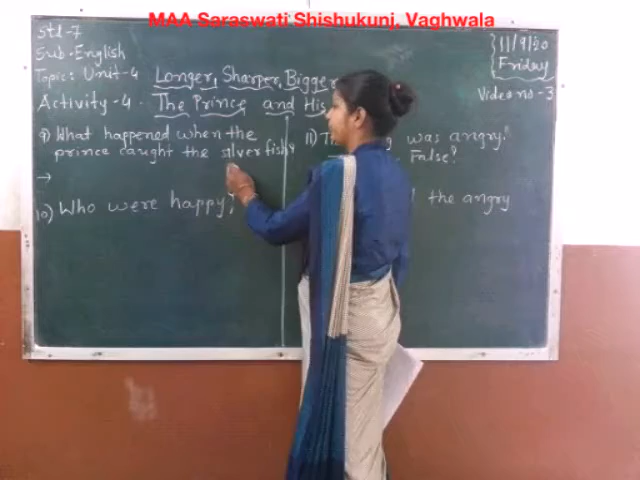 MAA Saraswati Shishukunj, Vaghwala
Std-7
Sub-English
Topic: Unit-4 Longer, Sharper, Bigger
Activity-4. The Prince and His
11/9/20
Friday
Video no-3
9) What happened when the
prince caught the silver fish?
→
10) Who were happy?
11) was angry?
False?
the angry